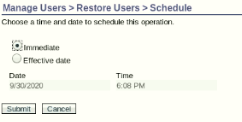 Manage Users > Restore Users > Schedule
Choose a time and date to schedule this operation.
Immediate
Effective date
Date Time
9/30/2020 6:08 PM
Submit Cancel